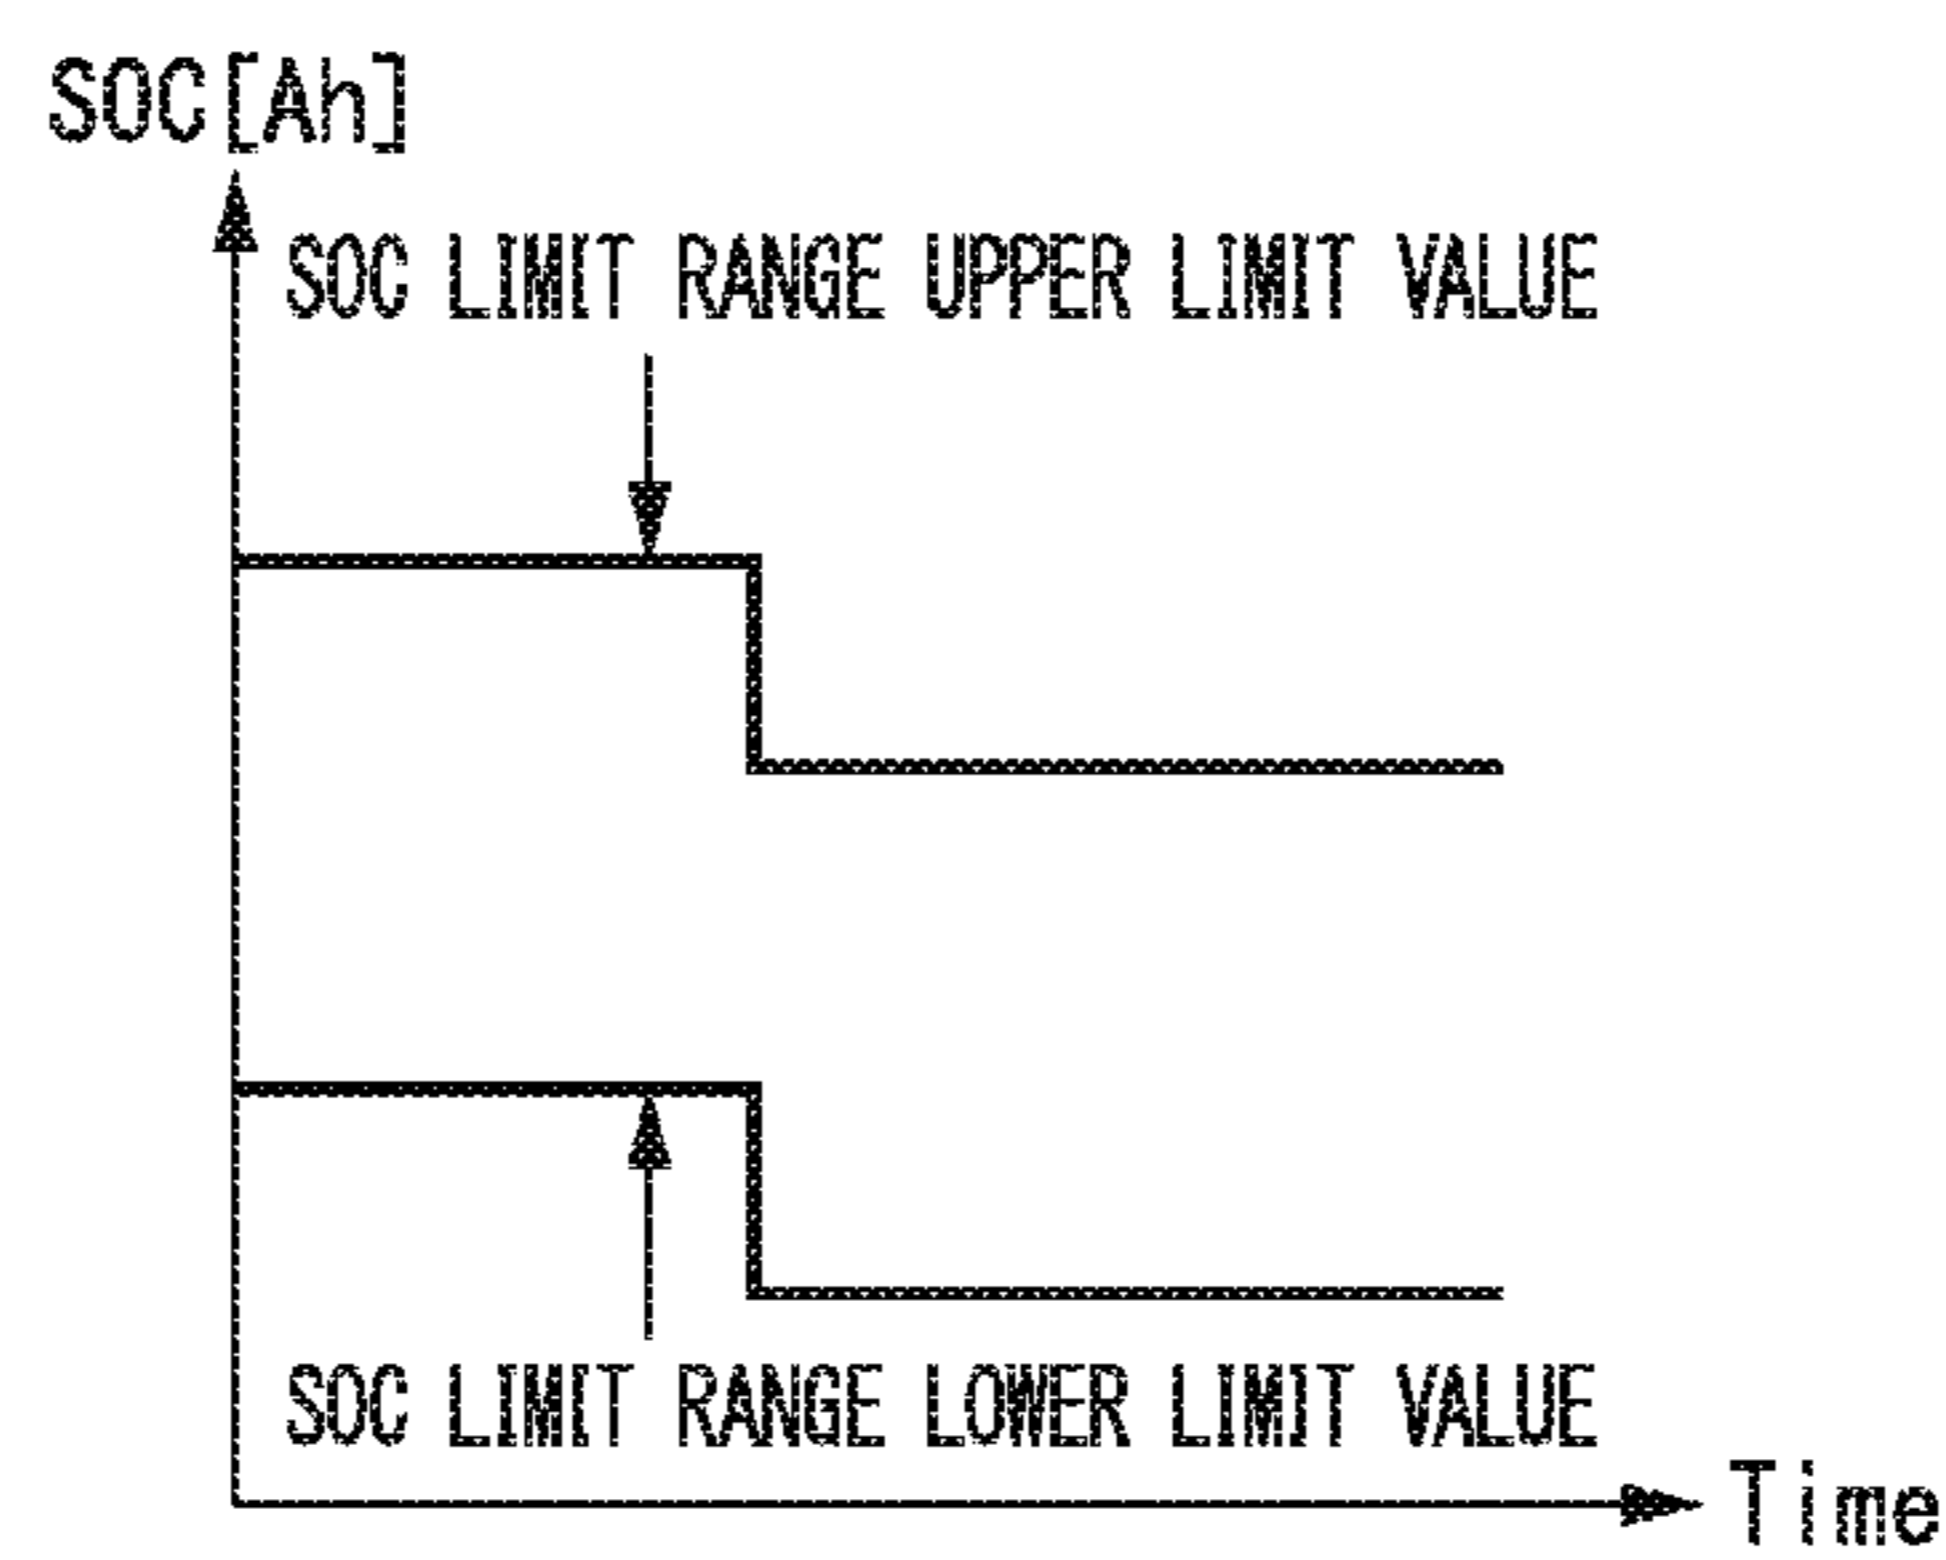 SOC[Ah]
SOC LIMIT RANGE UPPER LIMIT VALUE
SOC LIMIT RANGE LOWER LIMIT VALUE
Time